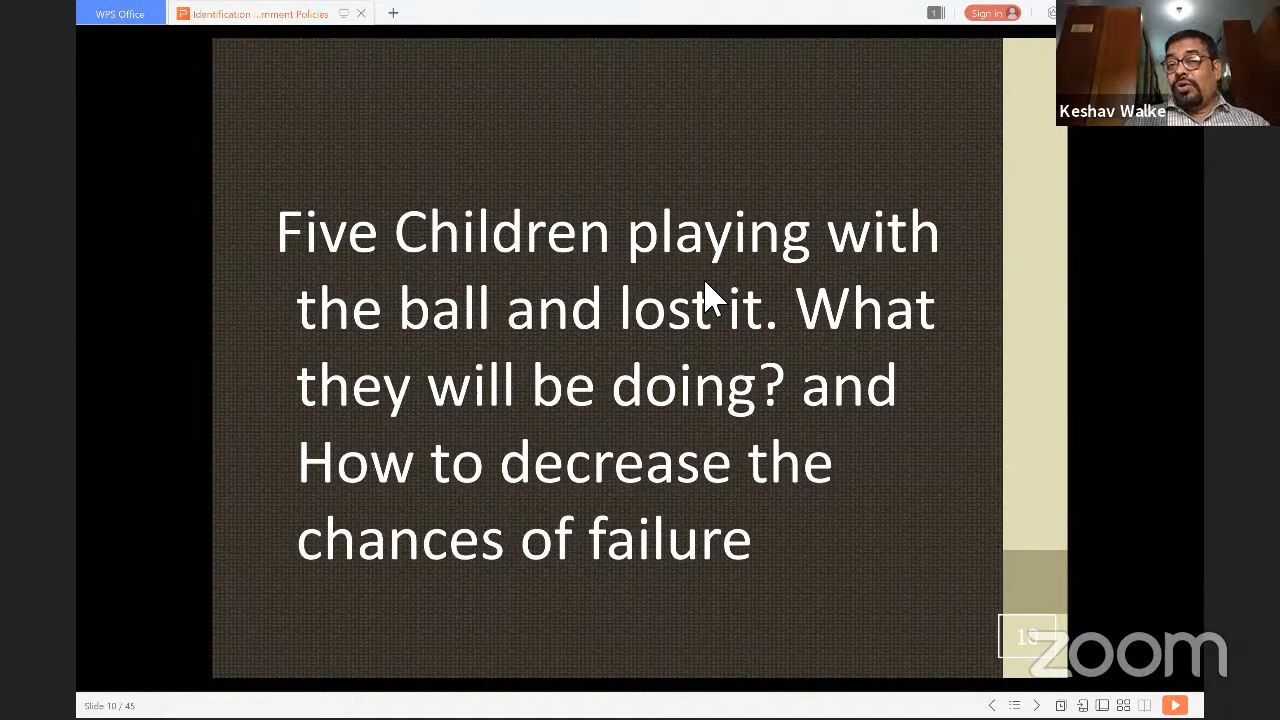 WPS Office
Identification ...rnment Policies
1
Sign in
Keshav Walke
Five Children playing with
the ball and lost it. What
they will be doing? and
How to decrease the
chances of failure
10
zoom
Slide 10 / 45